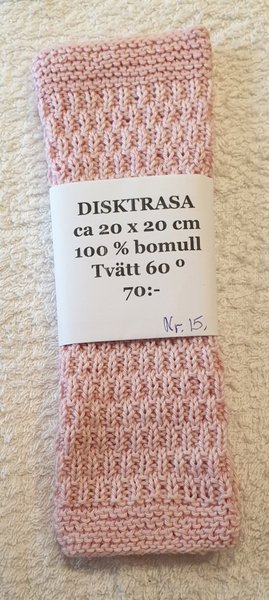 DISKTRASA
ca 20 x 20 cm
100 % bomull
Tvätt 60 º
70:-
Nr. 15,